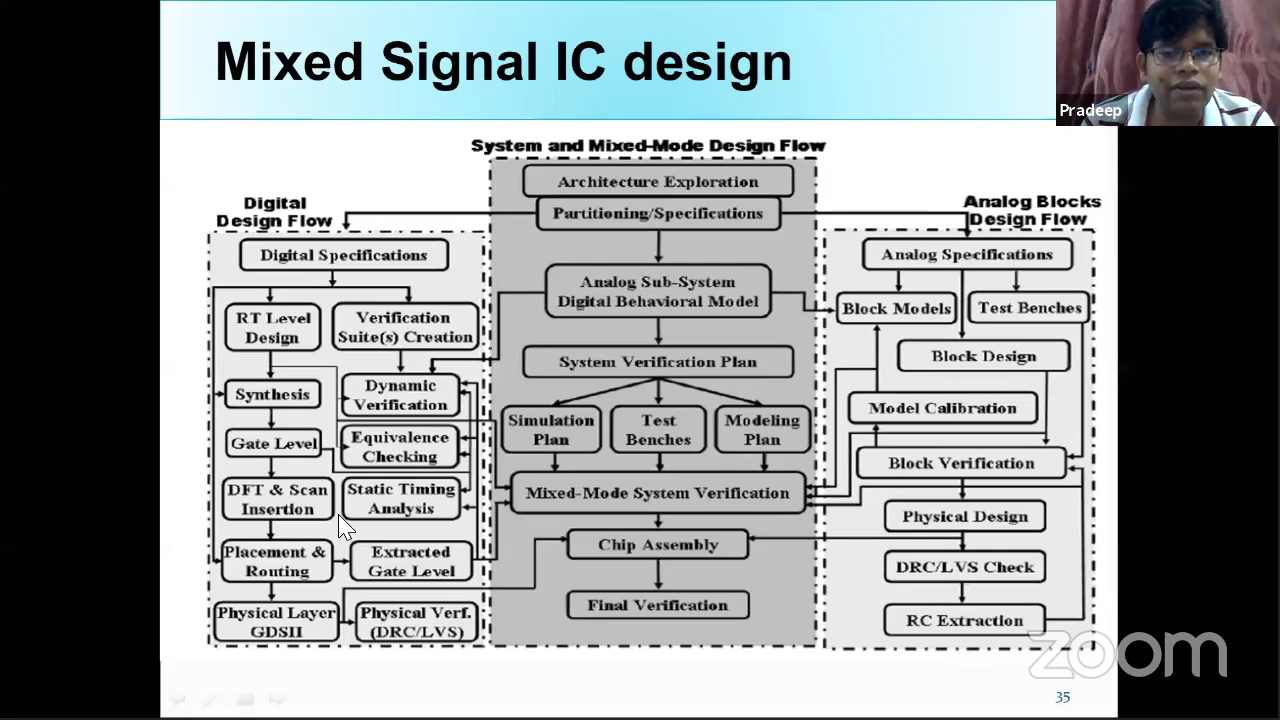 Mixed Signal IC design
Pradeep
System and Mixed-Mode Design Flow
Architecture Exploration
Partitioning/Specifications
Analog Sub-System
Digital Behavioral Model
System Verification Plan
Simulation
Plan
Test
Benches
Modeling
Plan
Mixed-Mode System Verification
Chip Assembly
Final Verification
Digital
Design Flow
Digital Specifications
RT Level
Design
Verification
Suite(s) Creation
Synthesis
Dynamic
Verification
Gate Level
Equivalence
Checking
DFT & Scan
Insertion
Static Timing
Analysis
Placement &
Routing
Extracted
Gate Level
Physical Layer
GDSII
Physical Verf.
(DRC/LVS)
Analog Blocks
Design Flow
Analog Specifications
Block Models
Test Benches
Block Design
Model Calibration
Block Verification
Physical Design
DRC/LVS Check
RC Extraction
zoom
35